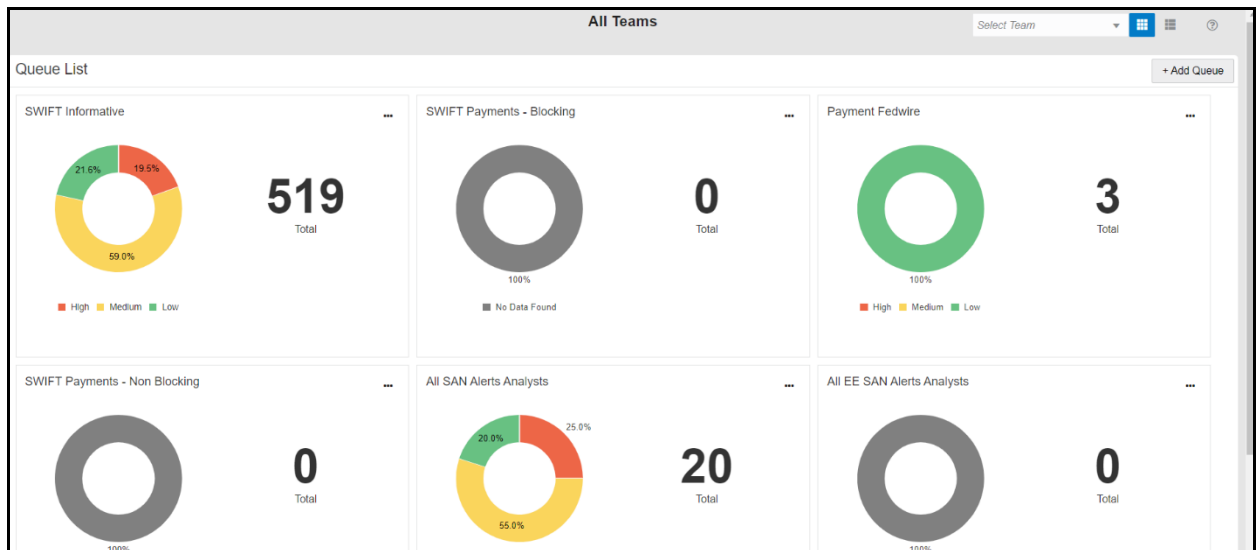 All Teams
Select Team
Queue List
+ Add Queue
SWIFT Informative
...
21.6%
19.5%
59.0%
519
Total
High Medium Low
SWIFT Payments - Blocking
...
100%
0
Total
No Data Found
Payment Fedwire
...
100%
3
Total
High Medium Low
SWIFT Payments - Non Blocking
...
0
Total
100%
All SAN Alerts Analysts
...
20.0%
25.0%
55.0%
20
Total
All EE SAN Alerts Analysts
...
0
Total
100%